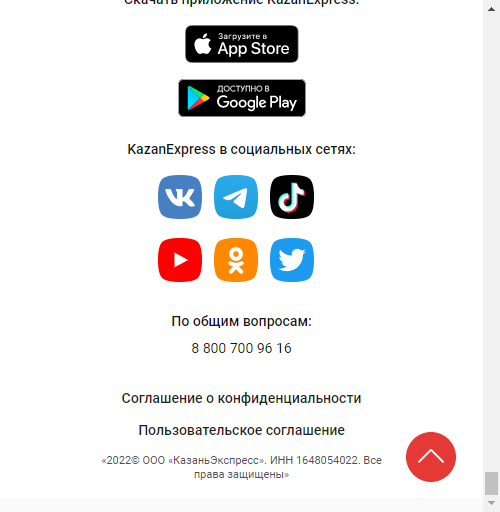 Скачать приложение KazanExpress:
Загрузите в
App Store
ДОСТУПНО В
Google Play
KazanExpress в социальных сетях:
По общим вопросам:
8 800 700 96 16
Соглашение о конфиденциальности
Пользовательское соглашение
«2022© ООО «КазаньЭкспресс». ИНН 1648054022. Все
права защищены»